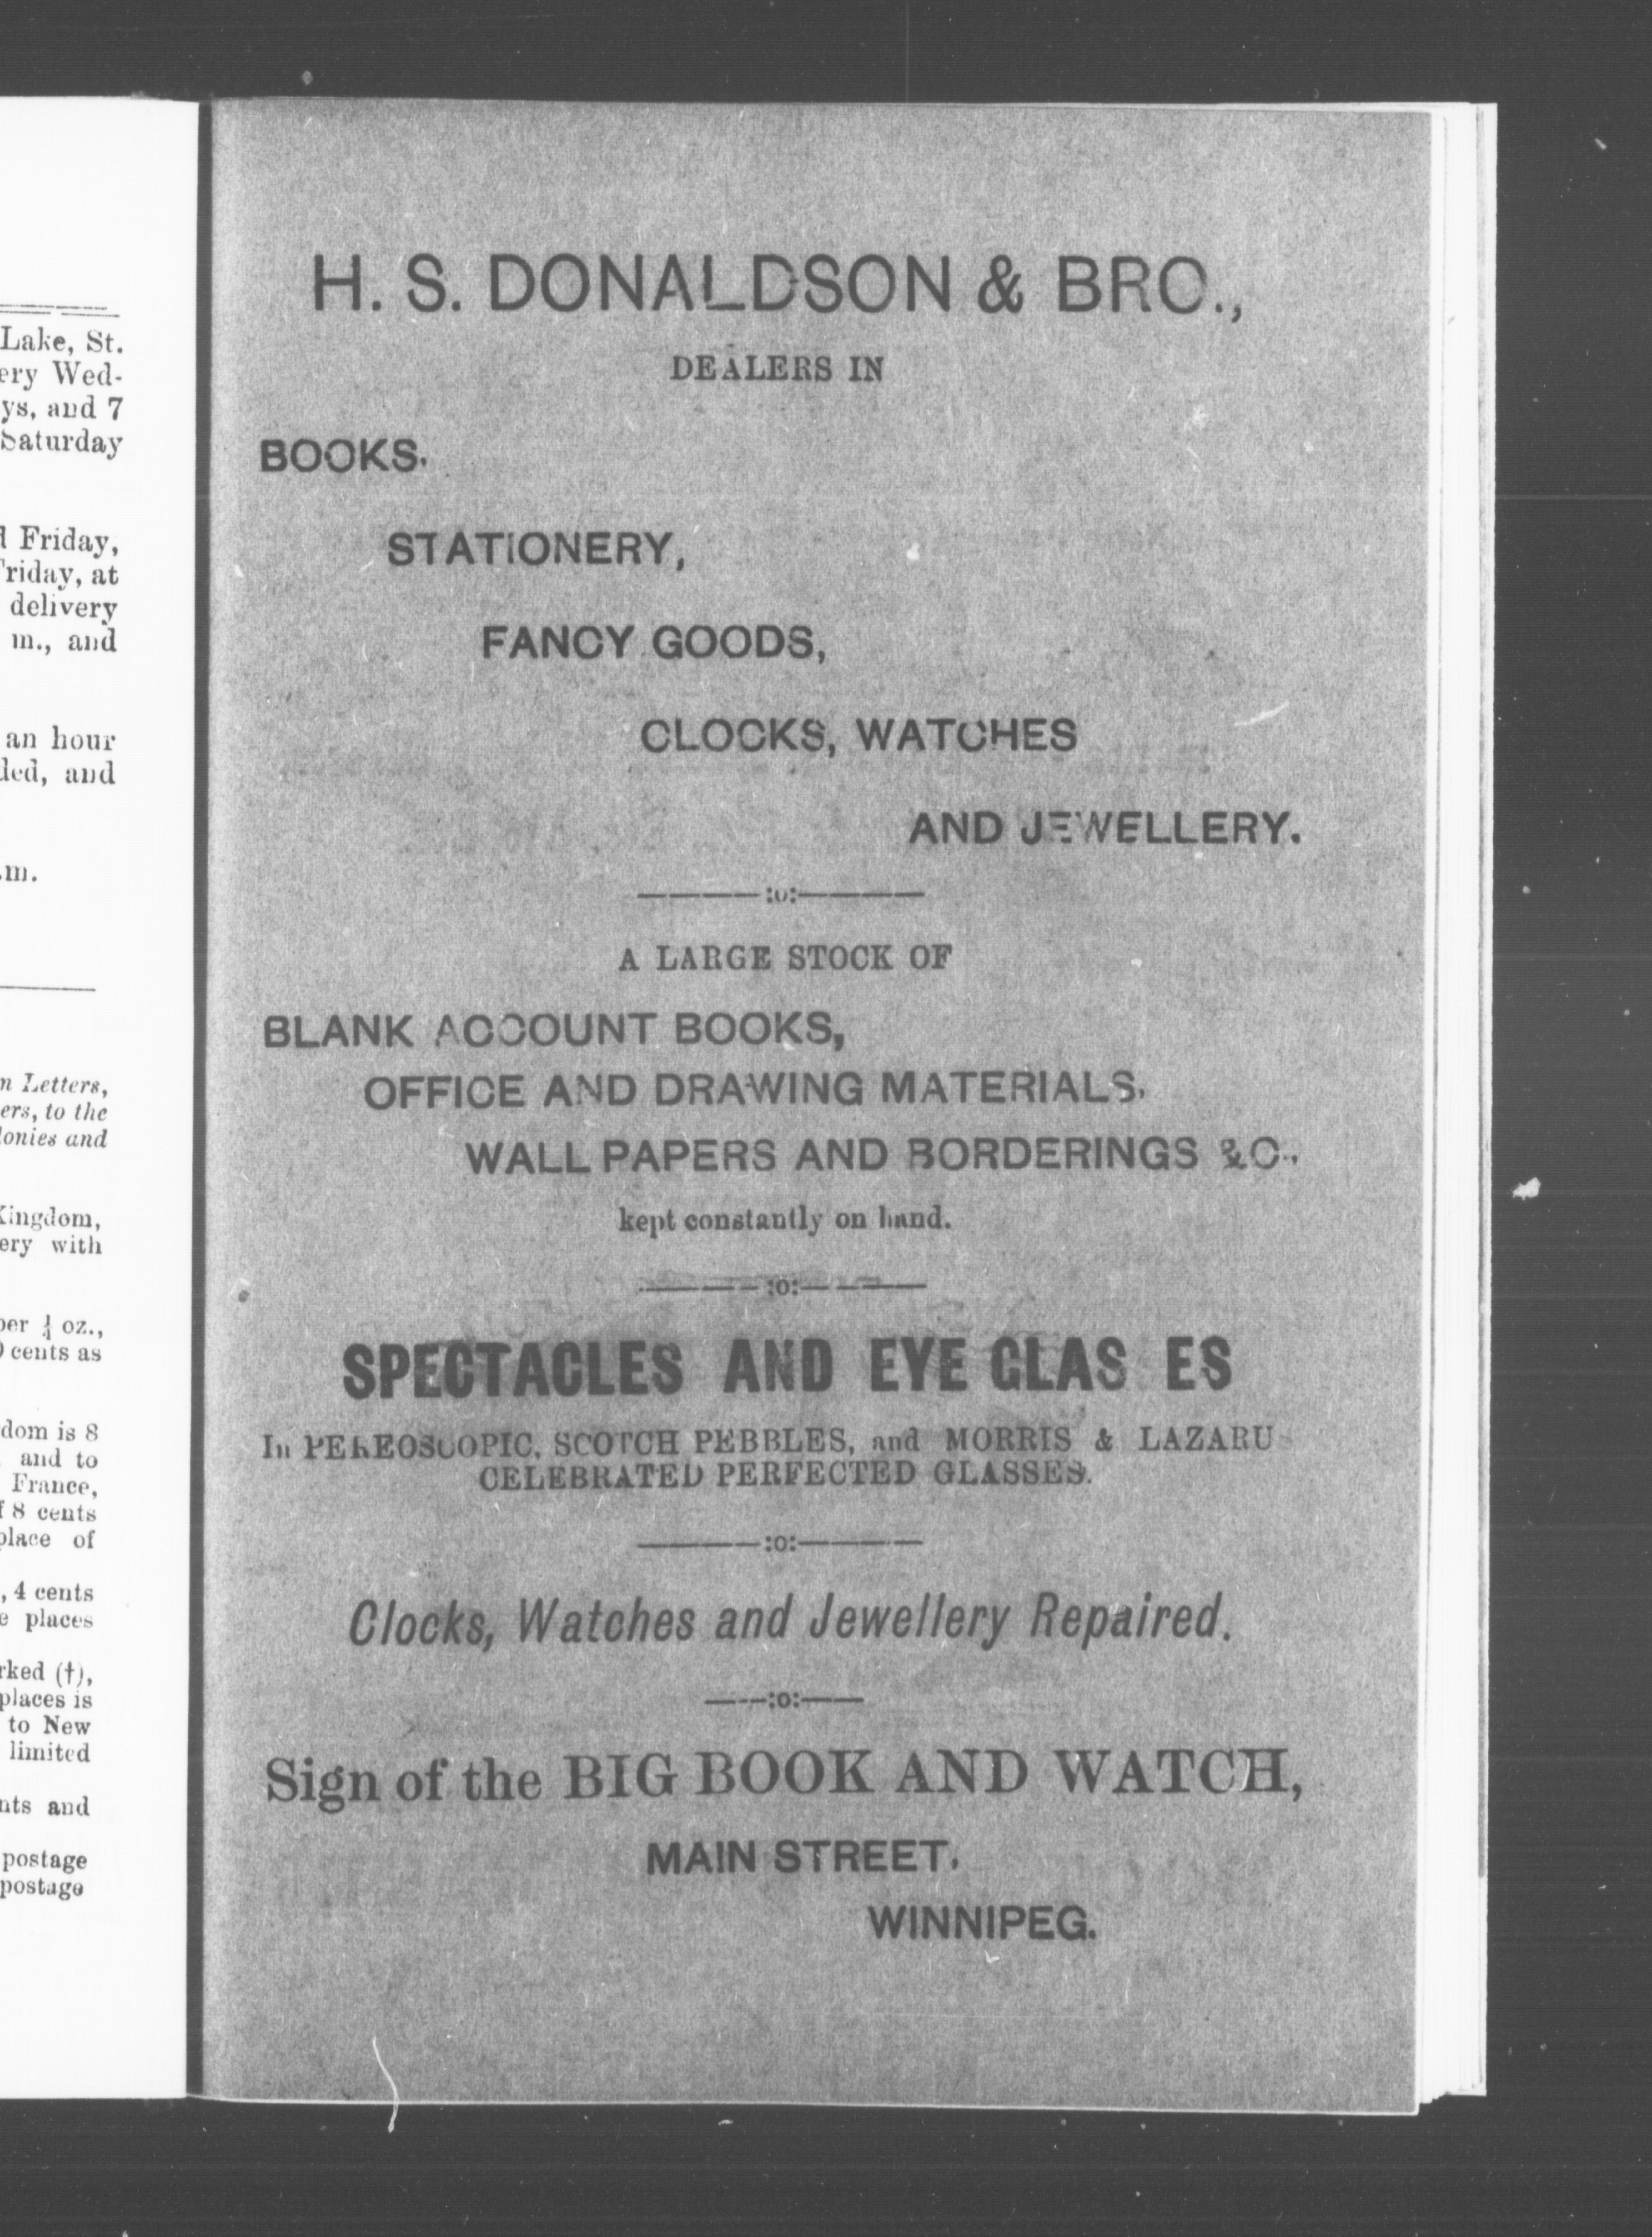 Lake, St.
ery Wed-
ys, and 7
Saturday
d Friday,
Friday, at
delivery
m., and
an hour
ded, and
.m.
n Letters,
ers, to the
lonies and
Kingdom,
ery with
per ¼ oz.,
cents as
dom is 8
and to
France,
f 8 cents
place of
, 4 cents
e places
rked (†),
places is
to New
limited
nts and
postage
postage
H. S. DONALDSON & BRO.,
DEALERS IN
BOOKS.
STATIONERY,
FANCY GOODS,
CLOCKS, WATCHES
AND JEWELLERY.
————:o:————
A LARGE STOCK OF
BLANK ACCOUNT BOOKS,
OFFICE AND DRAWING MATERIALS,
WALL PAPERS AND BORDERINGS &C.,
kept constantly on hand.
————:o:————
SPECTACLES AND EYE GLAS ES
In PEREOSCOPIC, SCOTCH PEBBLES, and MORRIS & LAZARU
CELEBRATED PERFECTED GLASSES.
————:o:————
Clocks, Watches and Jewellery Repaired.
——:o:——
Sign of the BIG BOOK AND WATCH,
MAIN STREET,
WINNIPEG.